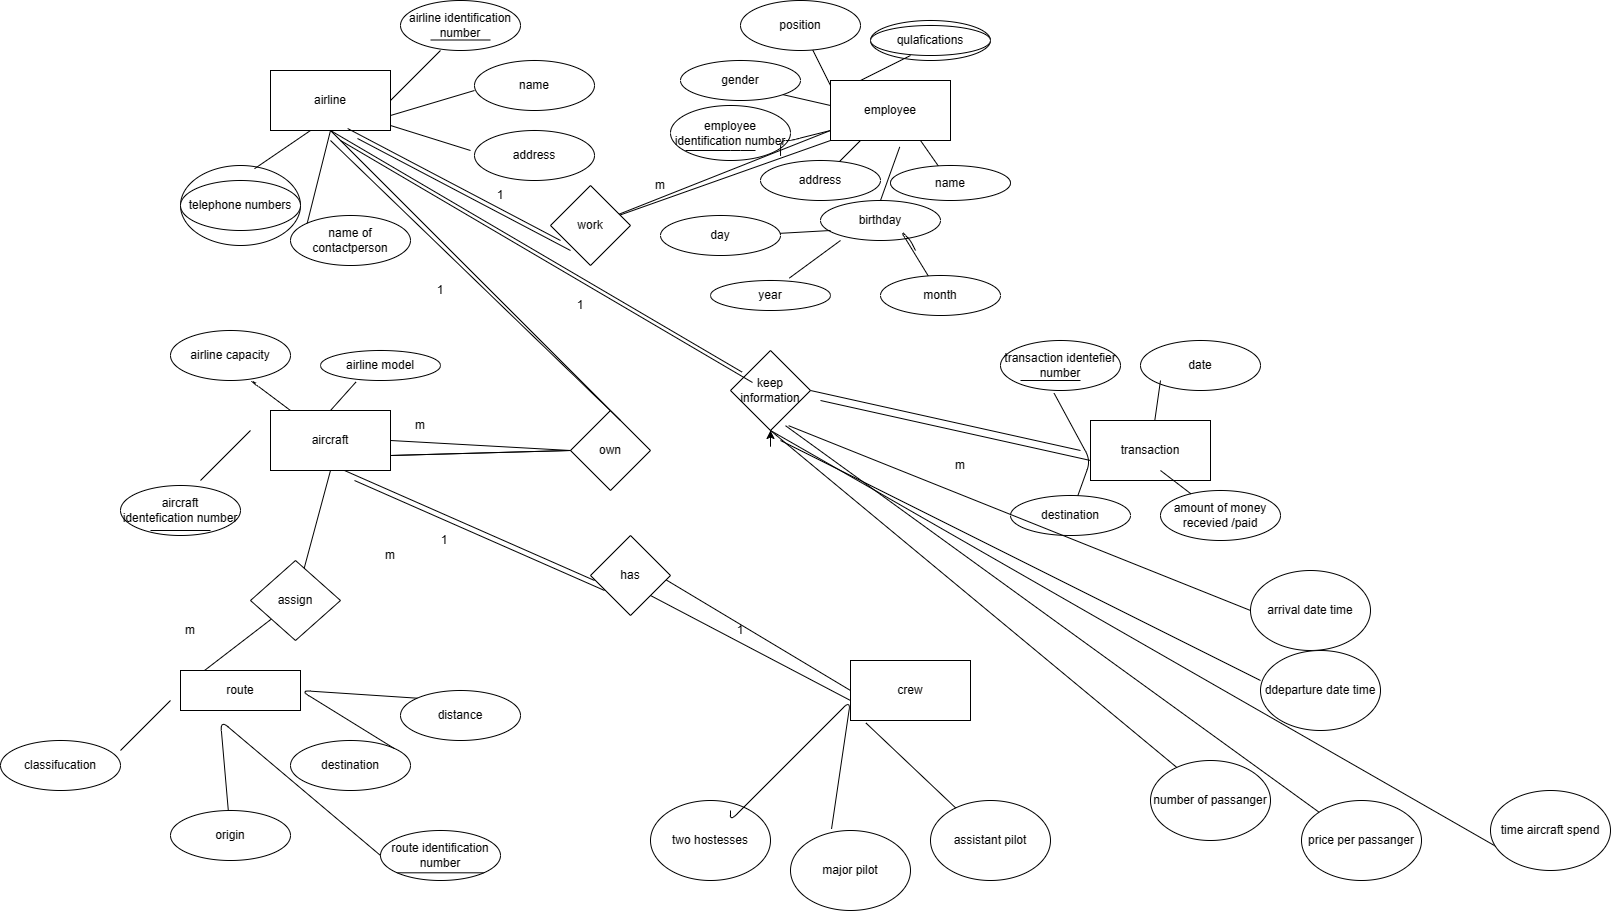 airline identification
number
position
qulafications
airline
name
gender
employee
employee
identification number
address
address
name
telephone numbers
name of
contactperson
1
m
work
birthday
day
year
month
1
1
airline capacity
airline model
keep
information
transaction identefier
number
date
aircraft
m
own
m
transaction
aircraft
identefication number
destination
amount of money
recevied /paid
1
m
has
assign
arrival date time
m
1
route
crew
ddeparture date time
distance
classifucation
destination
origin
route identification
number
two hostesses
major pilot
assistant pilot
number of passanger
price per passanger
time aircraft spend